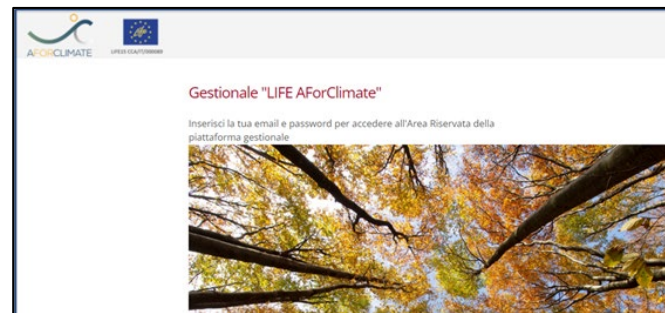 AFORCLIMATE
Gestionale "LIFE AForClimate"
Inserisci la tua email e password per accedere all'Area Riservata della
piattaforma gestionale